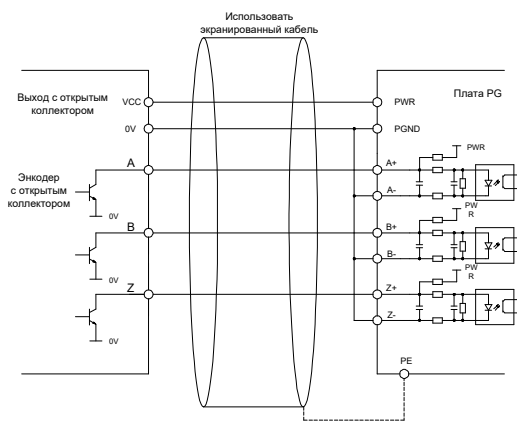 Использовать
экранированный кабель
Выход с открытым
коллектором
VCC
PWR
Плата PG
0V
PGND
PWR
Энкодер
с открытым
коллектором
A
A+
0V
A-
PW
R
B
B+
0V
B-
PW
R
Z
Z+
0V
Z-
PE